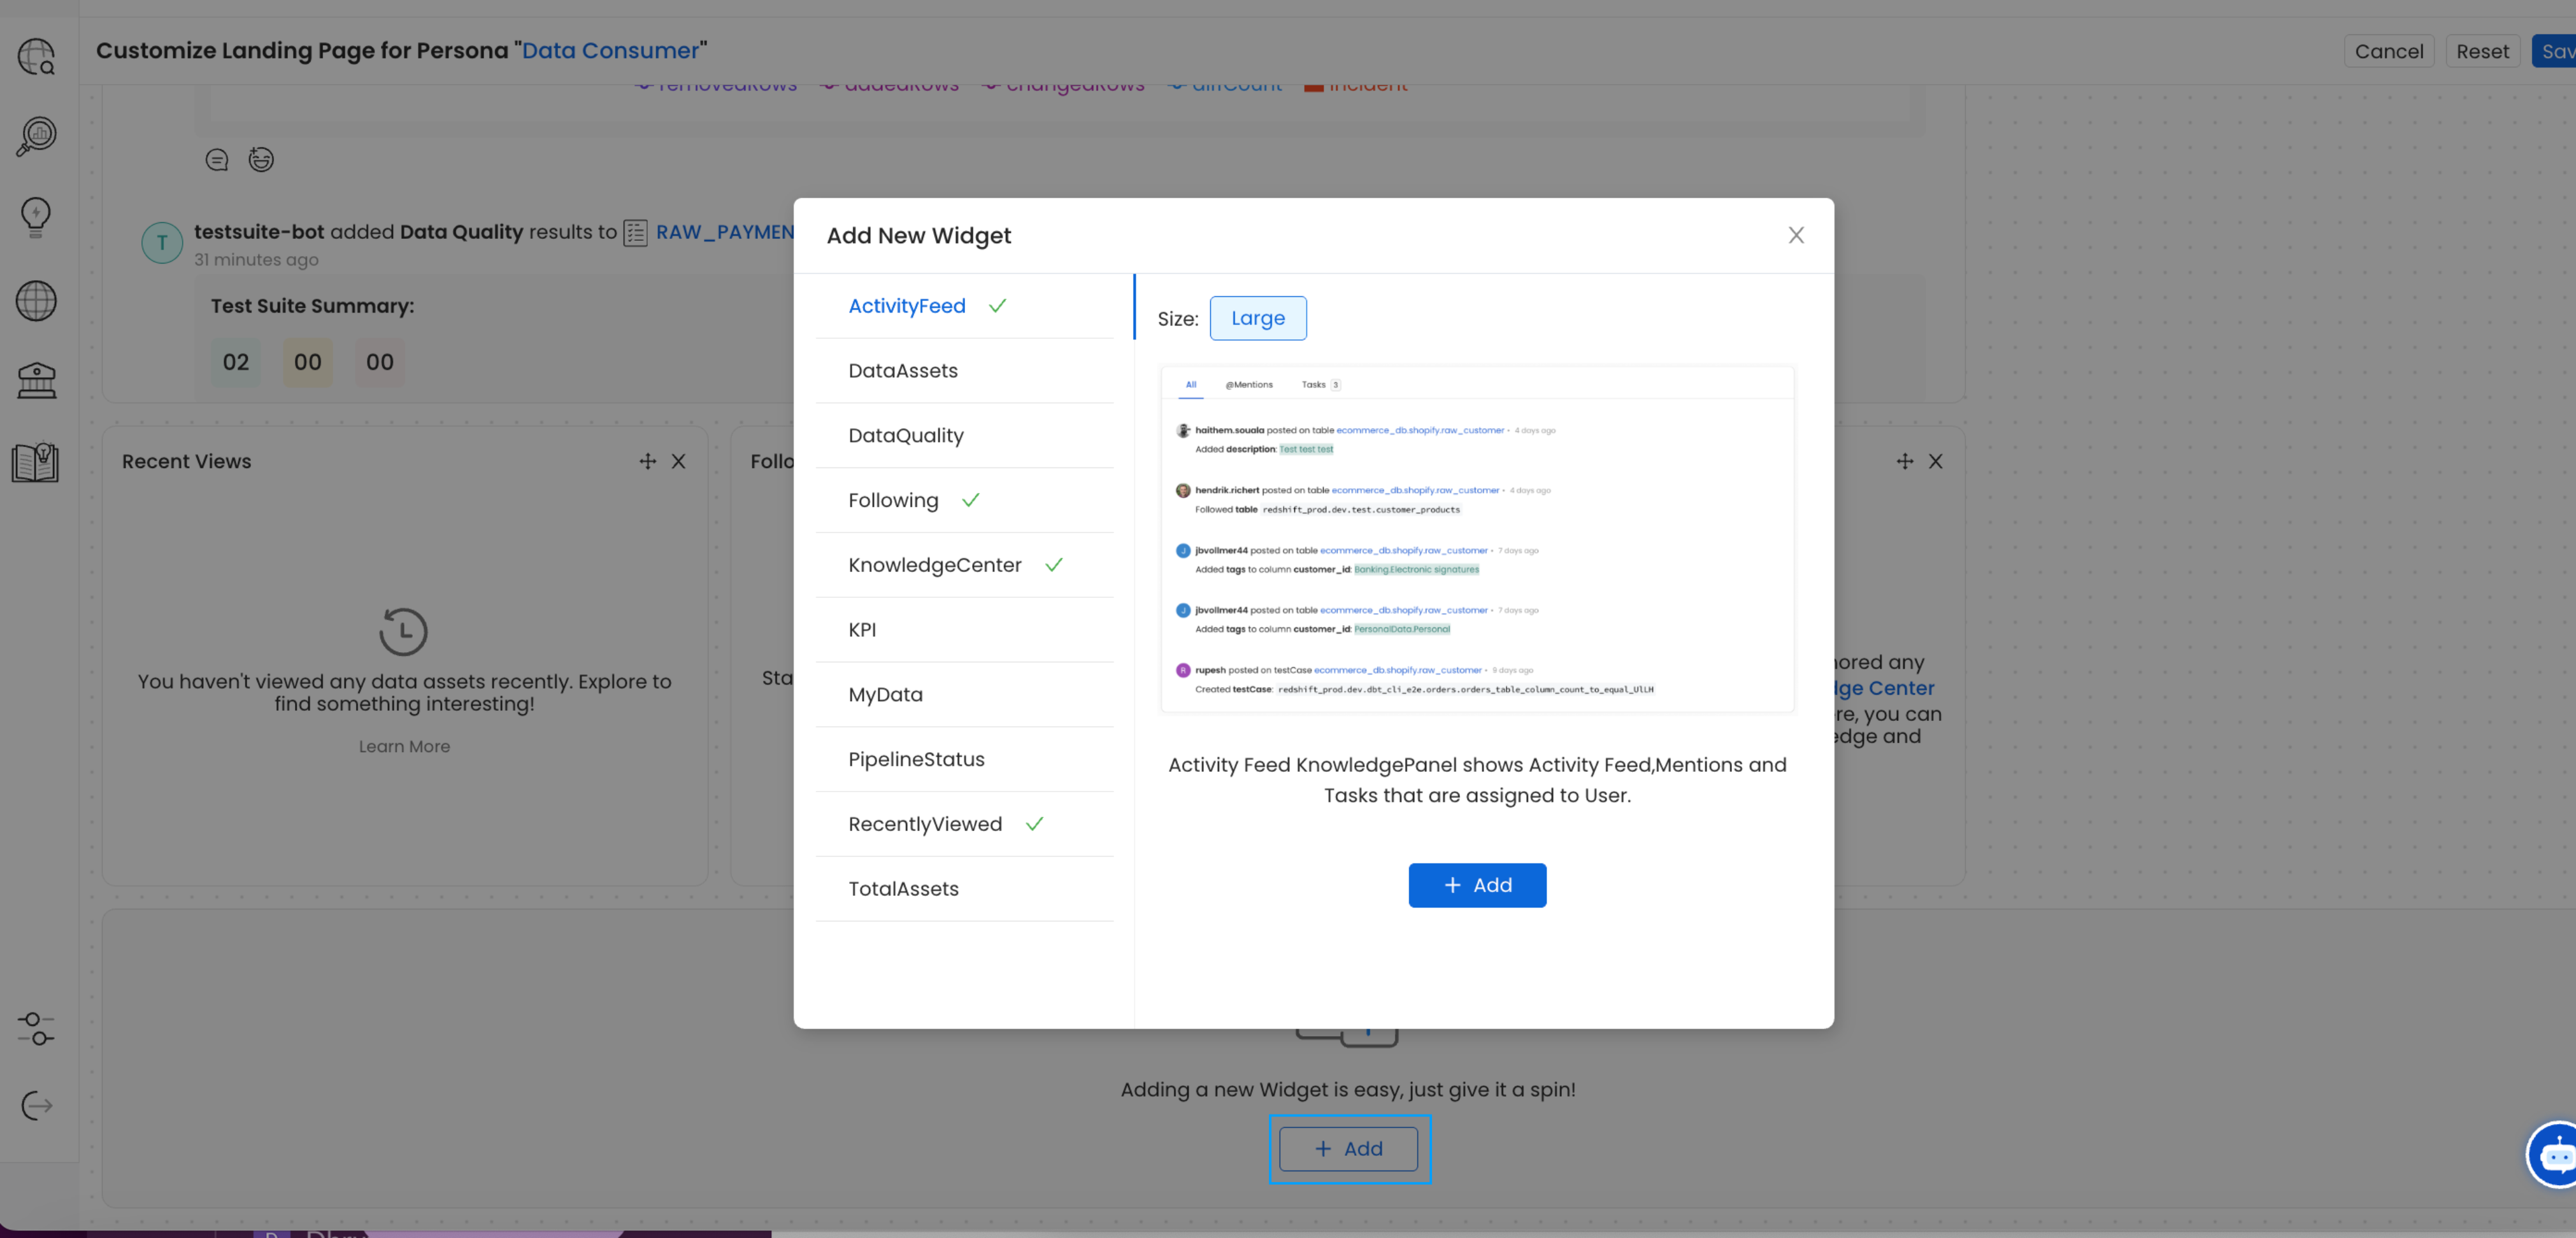 Customize Landing Page for Persona "Data Consumer"
Cancel
Reset
removedRows addedRows changedRows diffCount incident
T
testsuite-bot added Data Quality results to RAW_PAYMEN
31 minutes ago
Test Suite Summary:
02 00 00
Recent Views
Follo
You haven't viewed any data assets recently. Explore to
find something interesting!
Learn More
Add New Widget
ActivityFeed
DataAssets
DataQuality
Following
KnowledgeCenter
KPI
MyData
PipelineStatus
RecentlyViewed
TotalAssets
Size: Large
All @Mentions Tasks 3
haithem.souala posted on table ecommerce_db.shopify.raw_customer • 4 days ago
Added description: Test test test
hendrik.richert posted on table ecommerce_db.shopify.raw_customer • 4 days ago
Followed table redshift_prod.dev.test.customer_products
J jbvollmer44 posted on table ecommerce_db.shopify.raw_customer • 7 days ago
Added tags to column customer_id: Banking.Electronic signatures
J jbvollmer44 posted on table ecommerce_db.shopify.raw_customer • 7 days ago
Added tags to column customer_id: PersonalData.Personal
R rupesh posted on testCase ecommerce_db.shopify.raw_customer • 9 days ago
Created testCase: redshift_prod.dev.dbt_cli_e2e.orders.orders_table_column_count_to_equal_UlLH
Activity Feed KnowledgePanel shows Activity Feed,Mentions and
Tasks that are assigned to User.
+ Add
Sta
ored any
ge Center
re, you can
edge and
Adding a new Widget is easy, just give it a spin!
+ Add